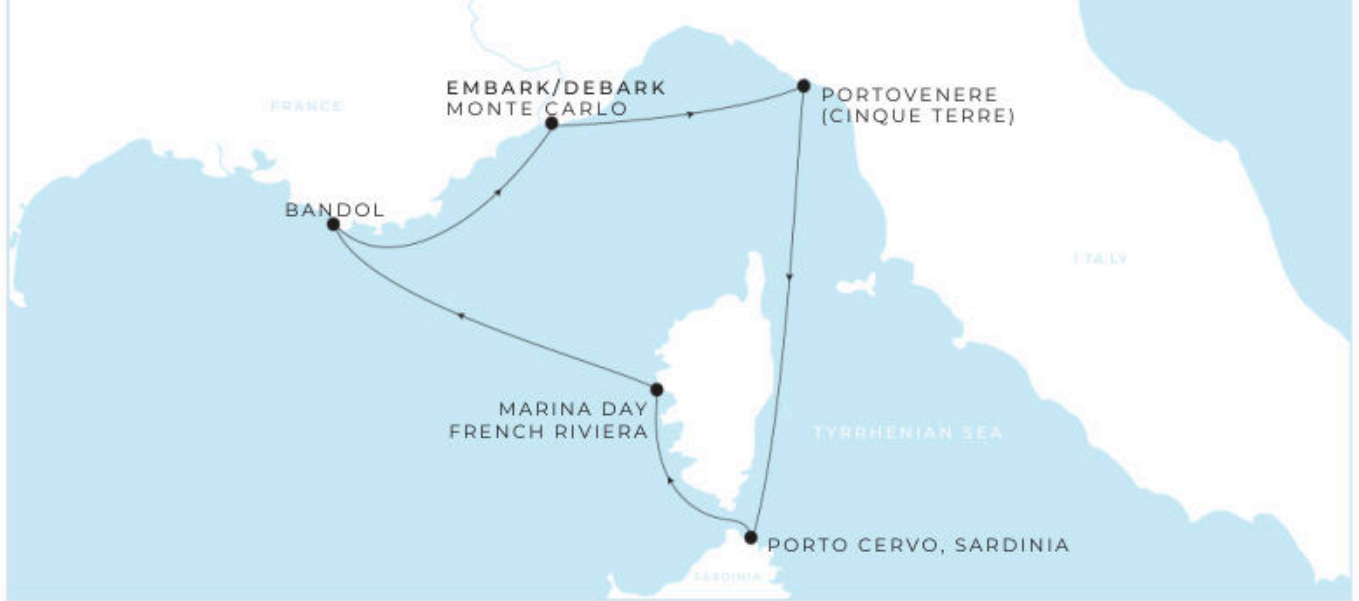 EMBARK/DEBARK
MONTE CARLO
PORTOVENERE
(CINQUE TERRE)
FRANCE
BANDOL
ITALY
MARINA DAY
FRENCH RIVIERA
TYRRHENIAN SEA
PORTO CERVO, SARDINIA
SARDINIA